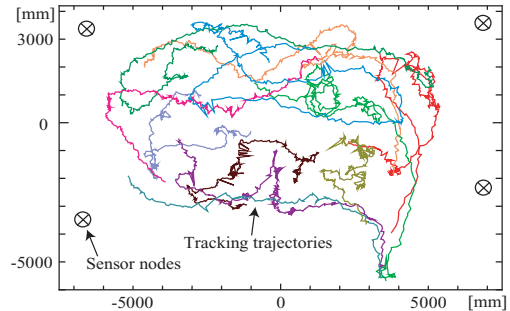 [mm]
3000
0
-5000
Tracking trajectories
Sensor nodes
-5000
0
5000
[mm]